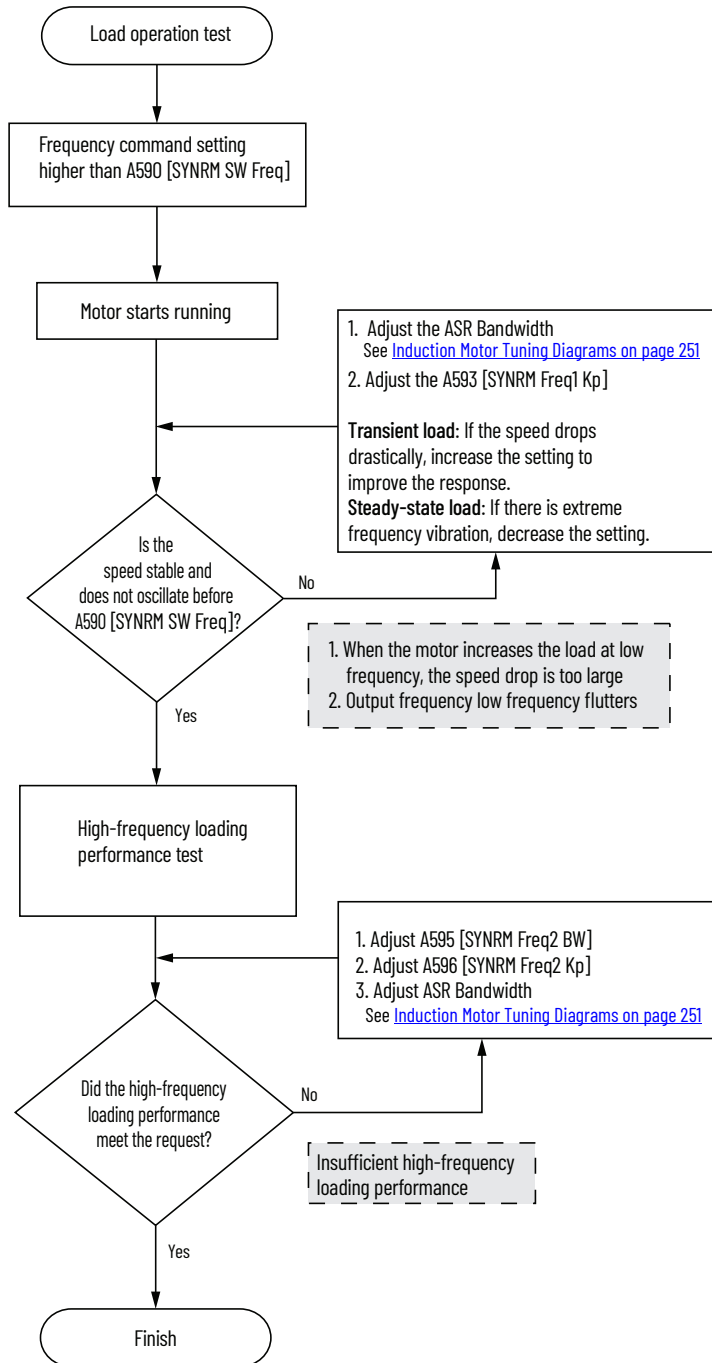 Load operation test
Frequency command setting
higher than A590 [SYNRM SW Freq]
Motor starts running
1. Adjust the ASR Bandwidth
See Induction Motor Tuning Diagrams on page 251
2. Adjust the A593 [SYNRM Freq1 Kp]
Transient load: If the speed drops
drastically, increase the setting to
improve the response.
Steady-state load: If there is extreme
frequency vibration, decrease the setting.
Is the
speed stable and
does not oscillate before
A590 [SYNRM SW Freq]?
No
1. When the motor increases the load at low
frequency, the speed drop is too large
2. Output frequency low frequency flutters
Yes
High-frequency loading
performance test
1. Adjust A595 [SYNRM Freq2 BW]
2. Adjust A596 [SYNRM Freq2 Kp]
3. Adjust ASR Bandwidth
See Induction Motor Tuning Diagrams on page 251
Did the high-frequency
loading performance
meet the request?
No
Insufficient high-frequency
loading performance
Yes
Finish